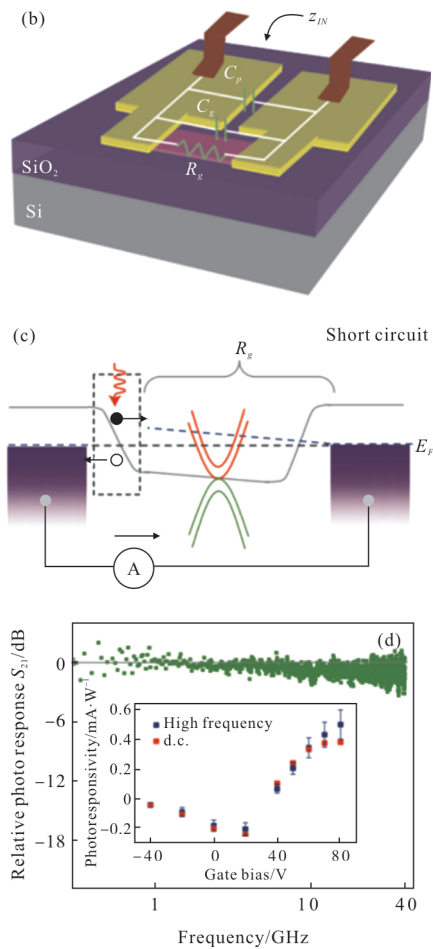 (b)
z_IN
C_p
C_g
R_g
SiO₂
Si
(c)
Short circuit
R_g
E_F
A
(d)
Relative photo response S₂₁/dB
0
-6
-12
-18
1
10
40
Frequency/GHz
Photoresponsivity/mA·W⁻¹
0.6
0.4
0.2
0
-0.2
High frequency
d.c.
-40
0
40
80
Gate bias/V